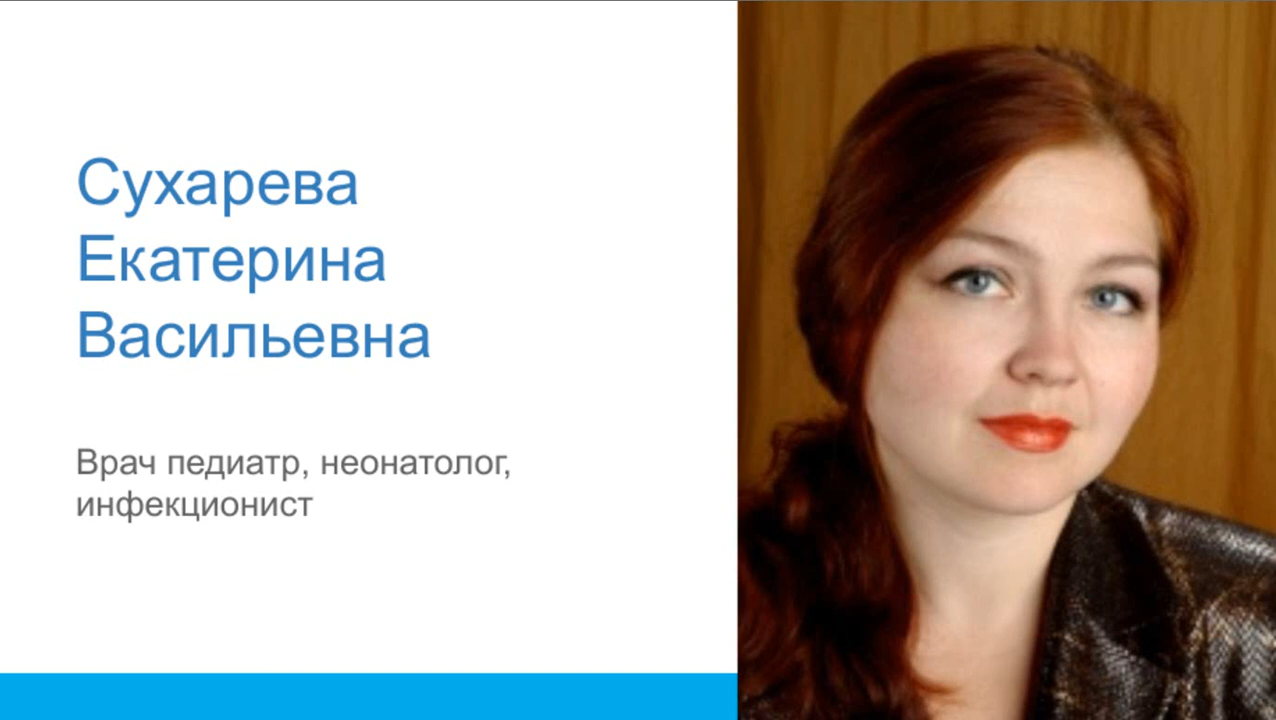 Сухарева
Екатерина
Васильевна
Врач педиатр, неонатолог,
инфекционист